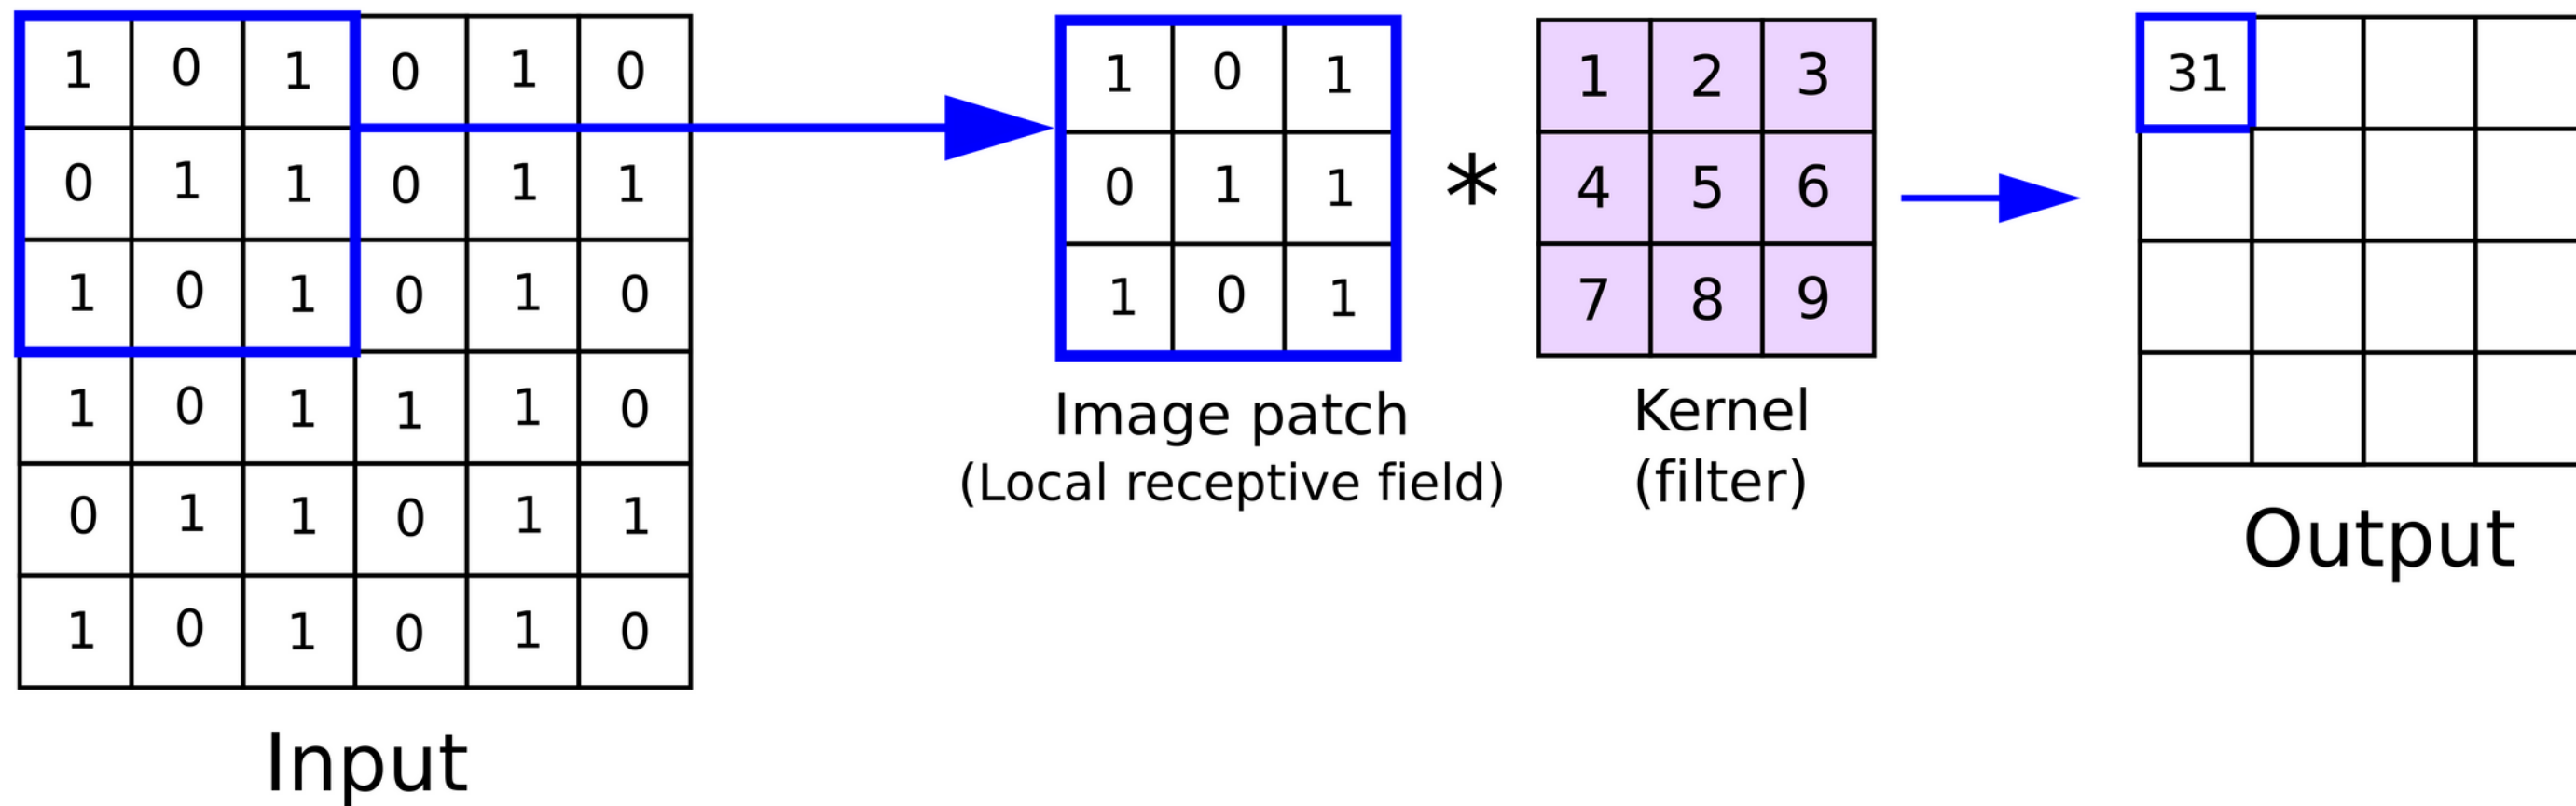 1 0 1 0 1 0
0 1 1 0 1 1
1 0 1 0 1 0
1 0 1 1 1 0
0 1 1 0 1 1
1 0 1 0 1 0
Input
1 0 1
0 1 1
1 0 1
Image patch
(Local receptive field)
*
1 2 3
4 5 6
7 8 9
Kernel
(filter)
31
Output